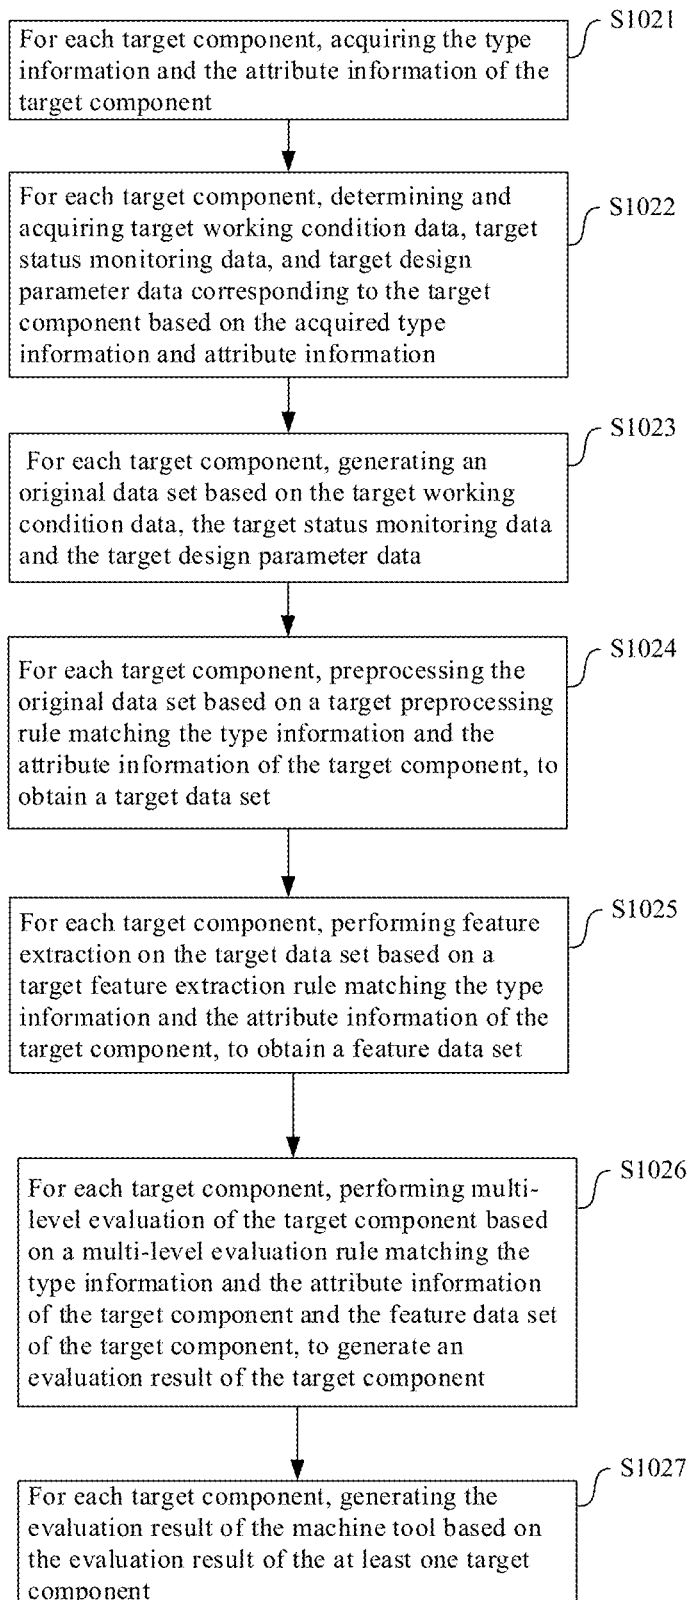 S1021
For each target component, acquiring the type
information and the attribute information of the
target component
S1022
For each target component, determining and
acquiring target working condition data, target
status monitoring data, and target design
parameter data corresponding to the target
component based on the acquired type
information and attribute information
S1023
For each target component, generating an
original data set based on the target working
condition data, the target status monitoring data
and the target design parameter data
S1024
For each target component, preprocessing the
original data set based on a target preprocessing
rule matching the type information and the
attribute information of the target component, to
obtain a target data set
S1025
For each target component, performing feature
extraction on the target data set based on a
target feature extraction rule matching the type
information and the attribute information of the
target component, to obtain a feature data set
S1026
For each target component, performing multi-
level evaluation of the target component based
on a multi-level evaluation rule matching the
type information and the attribute information
of the target component and the feature data set
of the target component, to generate an
evaluation result of the target component
S1027
For each target component, generating the
evaluation result of the machine tool based on
the evaluation result of the at least one target
component